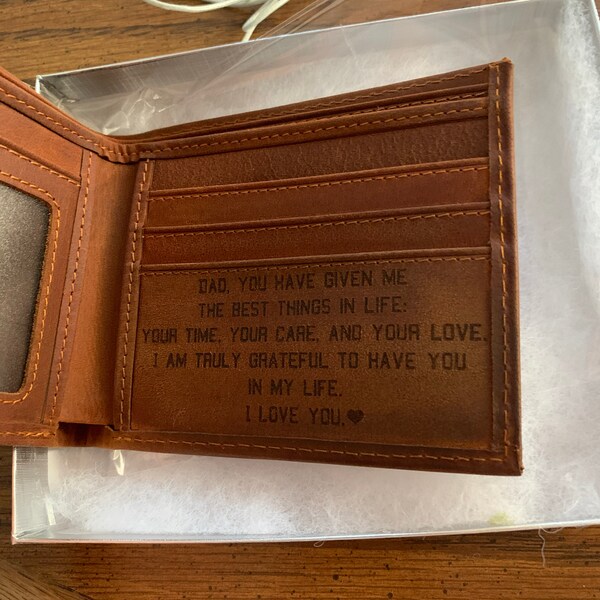 DAD, YOU HAVE GIVEN ME
THE BEST THINGS IN LIFE:
YOUR TIME, YOUR CARE, AND YOUR LOVE.
I AM TRULY GRATEFUL TO HAVE YOU
IN MY LIFE.
I LOVE YOU.♥